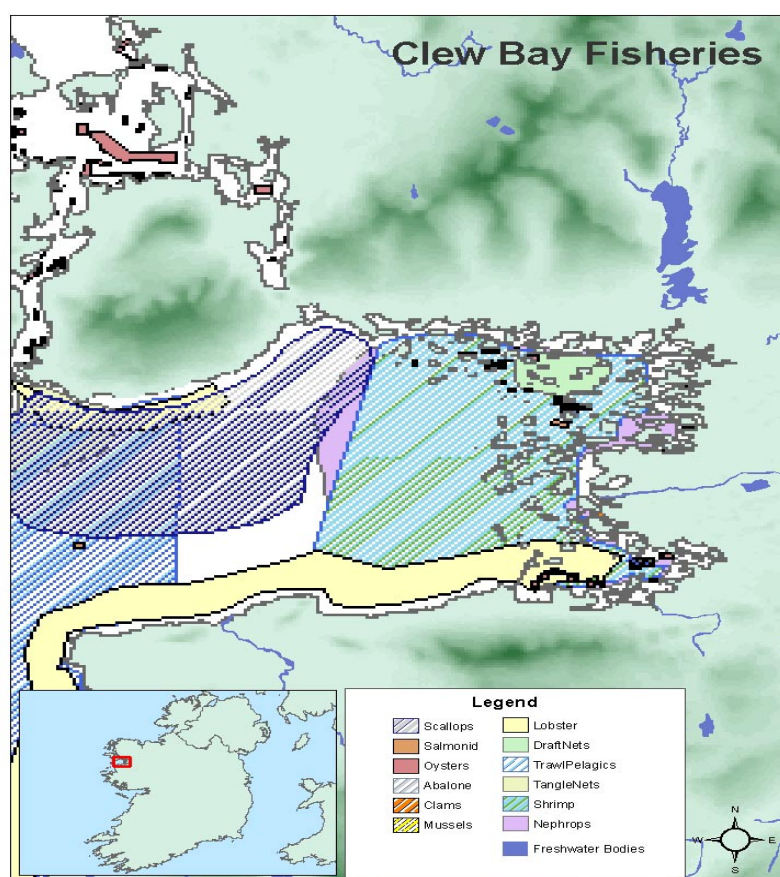 Clew Bay Fisheries
Legend
Scallops
Salmonid
Oysters
Abalone
Clams
Mussels
Lobster
DraftNets
TrawlPelagics
TangleNets
Shrimp
Nephrops
Freshwater Bodies
N
W E
S